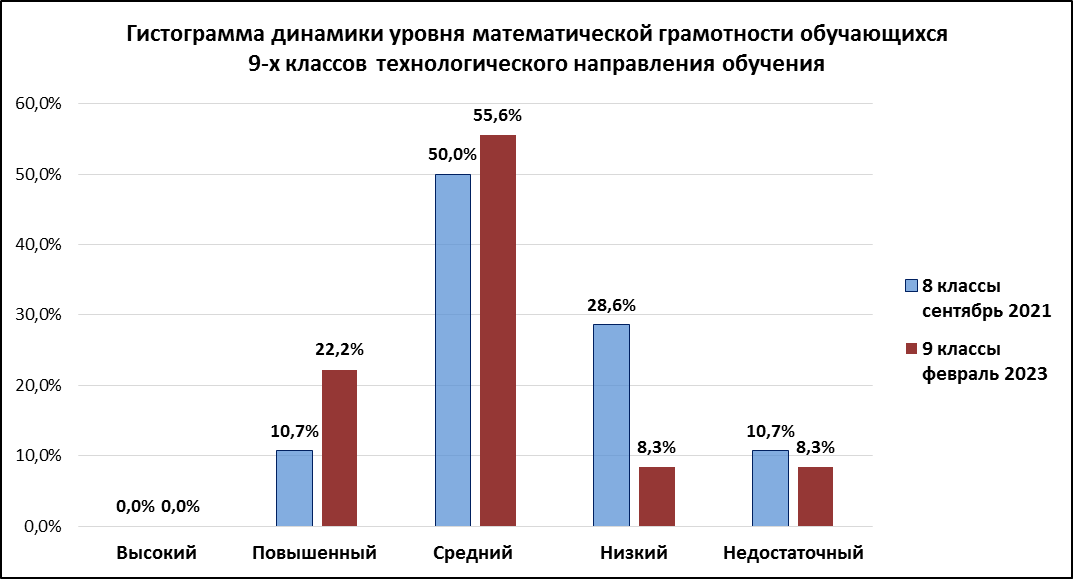 Гистограмма динамики уровня математической грамотности обучающихся
9-х классов технологического направления обучения
60,0%
50,0%
40,0%
30,0%
20,0%
10,0%
0,0%
0,0% 0,0%
10,7%
22,2%
50,0%
55,6%
28,6%
8,3%
10,7%
8,3%
Высокий Повышенный Средний Низкий Недостаточный
8 классы
сентябрь 2021
9 классы
февраль 2023